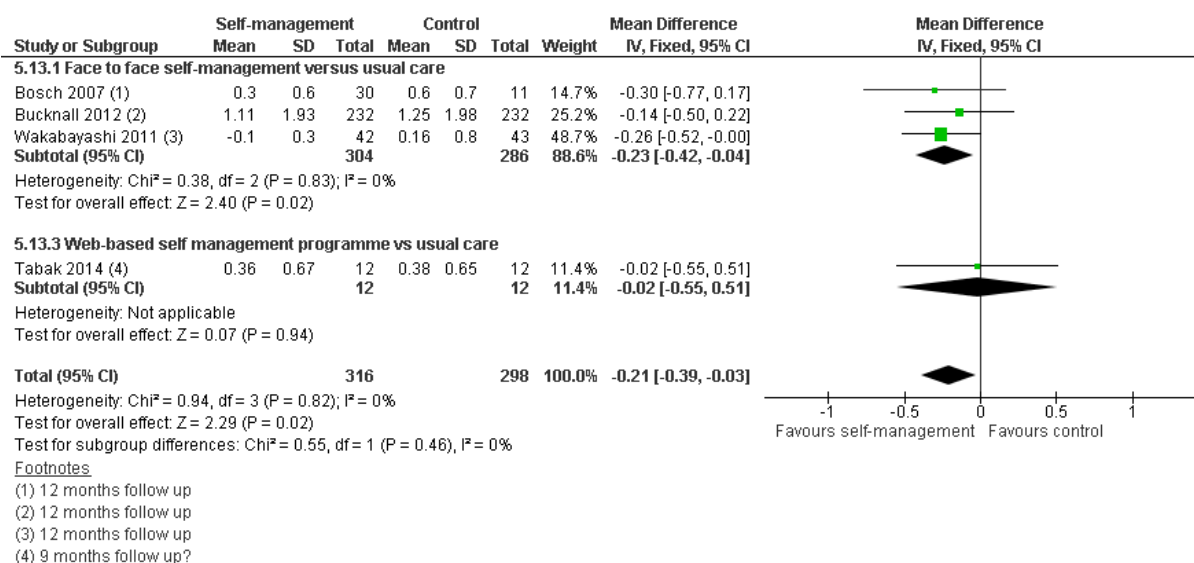 Self-management Control Mean Difference Mean Difference
Study or Subgroup Mean SD Total Mean SD Total Weight IV, Fixed, 95% CI IV, Fixed, 95% CI
5.13.1 Face to face self-management versus usual care
Bosch 2007 (1) 0.3 0.6 30 0.6 0.7 11 14.7% -0.30 [-0.77, 0.17]
Bucknall 2012 (2) 1.11 1.93 232 1.25 1.98 232 25.2% -0.14 [-0.50, 0.22]
Wakabayashi 2011 (3) -0.1 0.3 42 0.16 0.8 43 48.7% -0.26 [-0.52, -0.00]
Subtotal (95% CI) 304 286 88.6% -0.23 [-0.42, -0.04]
Heterogeneity: Chi² = 0.38, df = 2 (P = 0.83); I² = 0%
Test for overall effect: Z = 2.40 (P = 0.02)
5.13.3 Web-based self management programme vs usual care
Tabak 2014 (4) 0.36 0.67 12 0.38 0.65 12 11.4% -0.02 [-0.55, 0.51]
Subtotal (95% CI) 12 12 11.4% -0.02 [-0.55, 0.51]
Heterogeneity: Not applicable
Test for overall effect: Z = 0.07 (P = 0.94)
Total (95% CI) 316 298 100.0% -0.21 [-0.39, -0.03]
Heterogeneity: Chi² = 0.94, df = 3 (P = 0.82); I² = 0%
Test for overall effect: Z = 2.29 (P = 0.02)
Test for subgroup differences: Chi² = 0.55, df = 1 (P = 0.46), I² = 0%
-1 -0.5 0 0.5 1
Favours self-management Favours control
Footnotes
(1) 12 months follow up
(2) 12 months follow up
(3) 12 months follow up
(4) 9 months follow up?